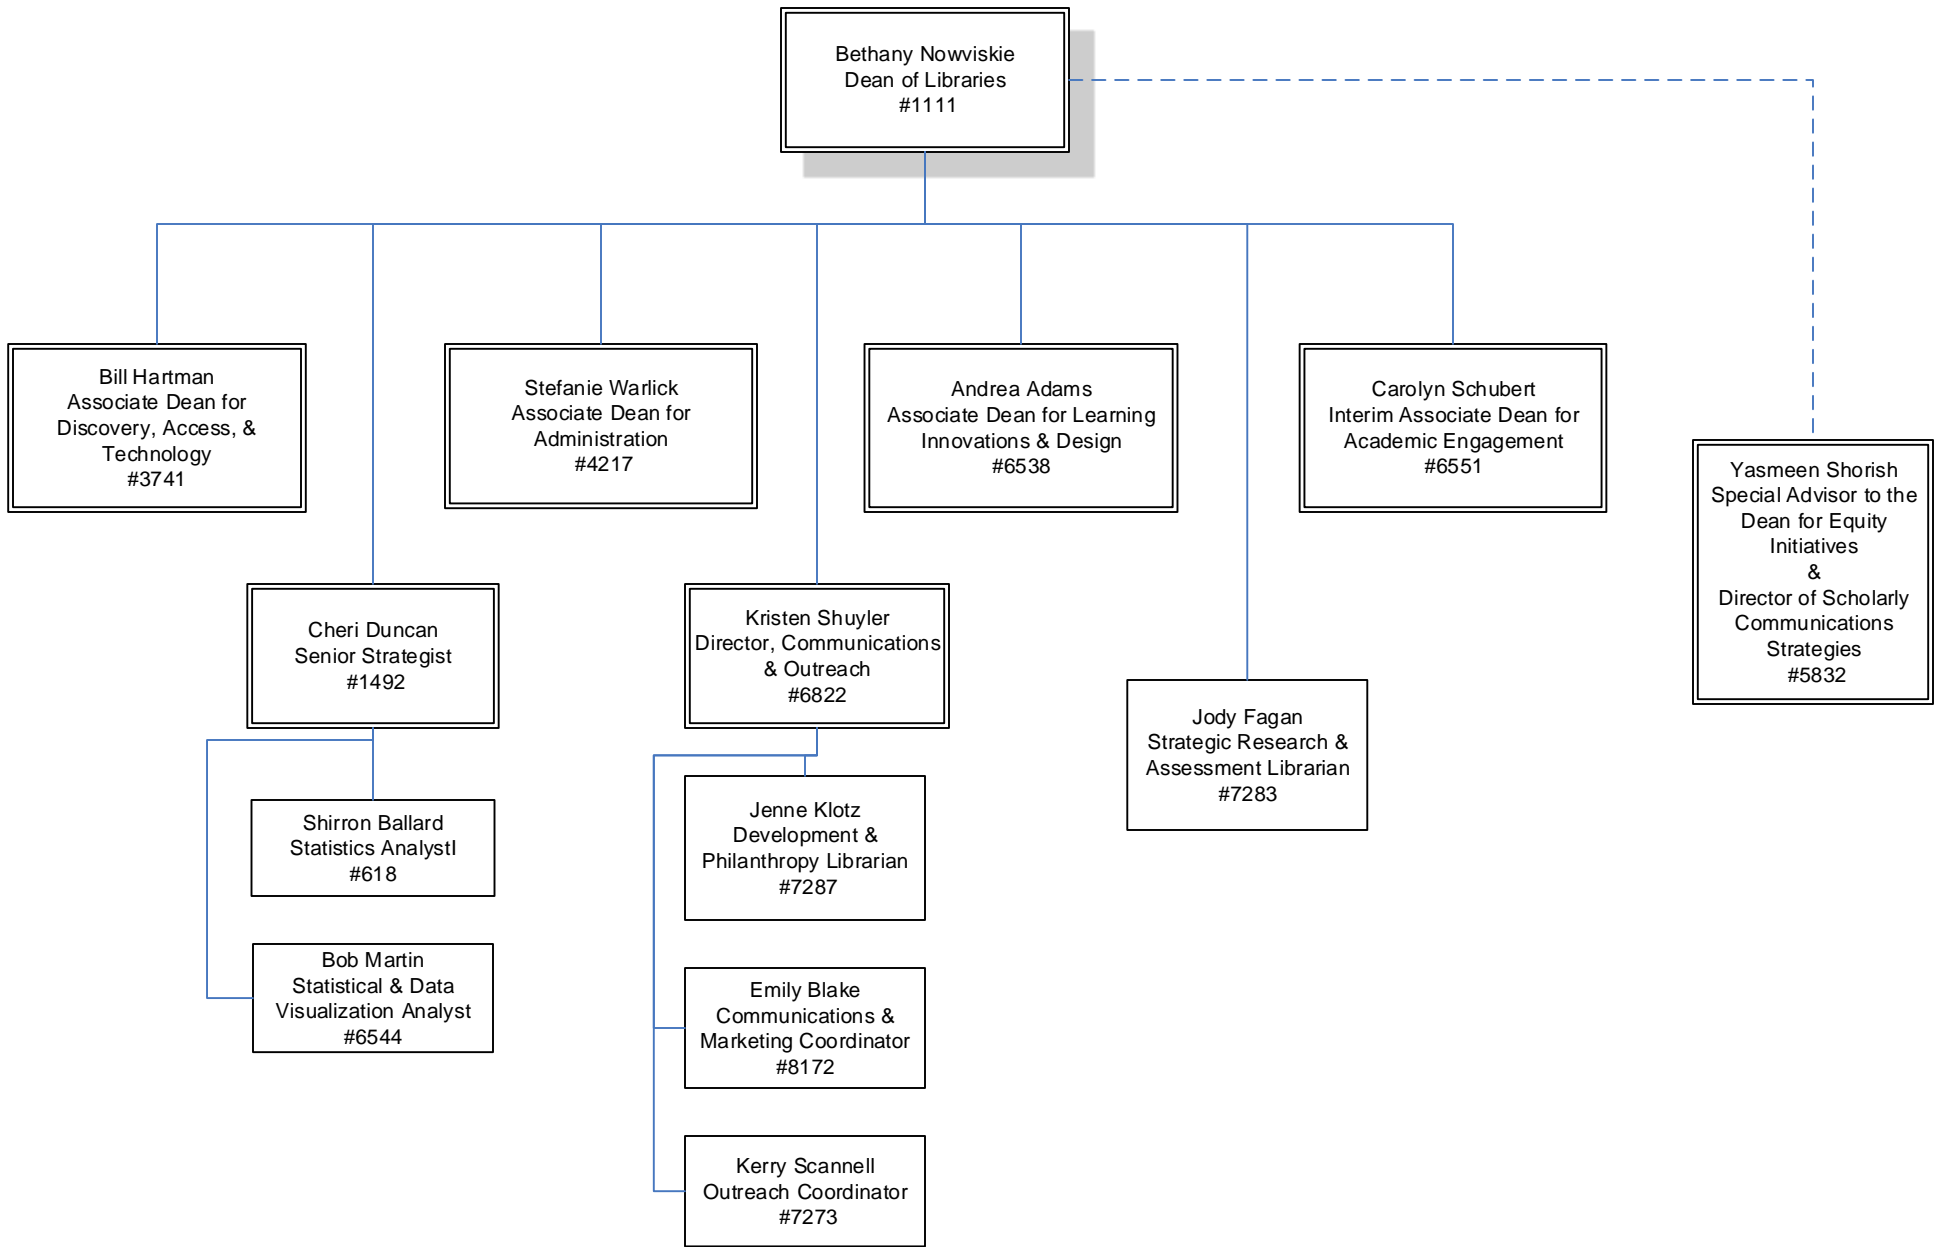 Bethany Nowviskie
Dean of Libraries
#1111
Bill Hartman
Associate Dean for
Discovery, Access, &
Technology
#3741
Stefanie Warlick
Associate Dean for
Administration
#4217
Andrea Adams
Associate Dean for Learning
Innovations & Design
#6538
Carolyn Schubert
Interim Associate Dean for
Academic Engagement
#6551
Yasmeen Shorish
Special Advisor to the
Dean for Equity
Initiatives
&
Director of Scholarly
Communications
Strategies
#5832
Cheri Duncan
Senior Strategist
#1492
Kristen Shuyler
Director, Communications
& Outreach
#6822
Jody Fagan
Strategic Research &
Assessment Librarian
#7283
Shirron Ballard
Statistics AnalystI
#618
Jenne Klotz
Development &
Philanthropy Librarian
#7287
Bob Martin
Statistical & Data
Visualization Analyst
#6544
Emily Blake
Communications &
Marketing Coordinator
#8172
Kerry Scannell
Outreach Coordinator
#7273